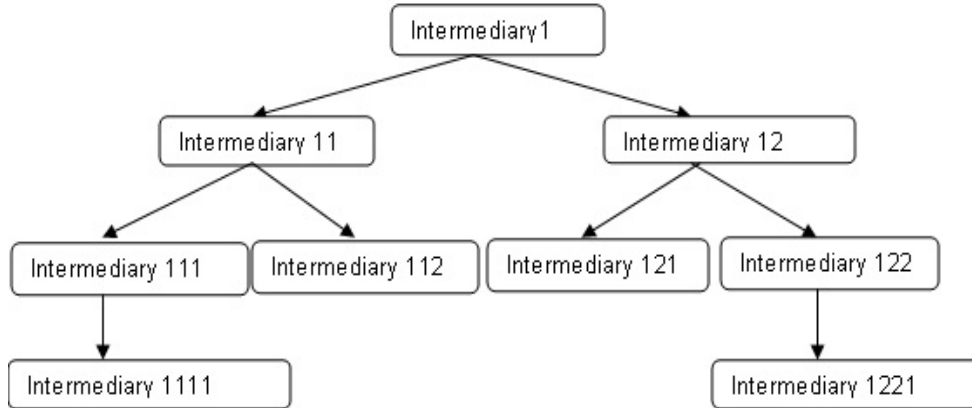 Intermediary1
Intermediary 11
Intermediary 12
Intermediary 111
Intermediary 112
Intermediary 121
Intermediary 122
Intermediary 1111
Intermediary 1221